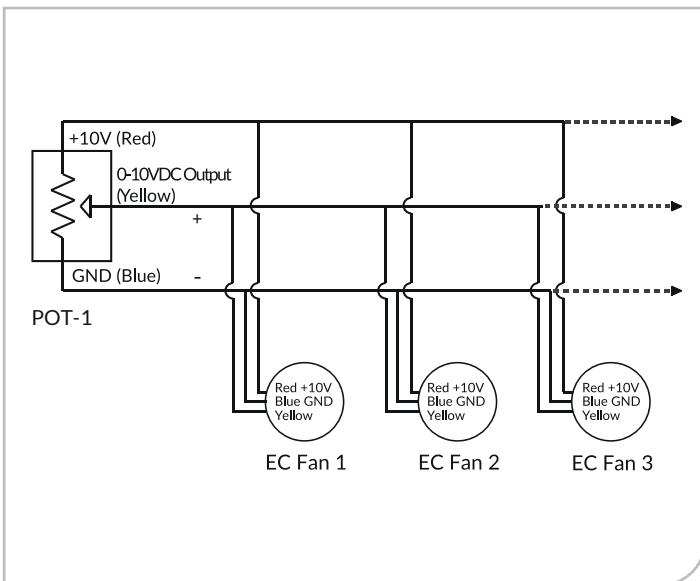 +10V (Red)
0-10VDC Output
(Yellow)
+
GND (Blue) -
POT-1
Red +10V
Blue GND
Yellow
EC Fan 1
Red +10V
Blue GND
Yellow
EC Fan 2
Red +10V
Blue GND
Yellow
EC Fan 3